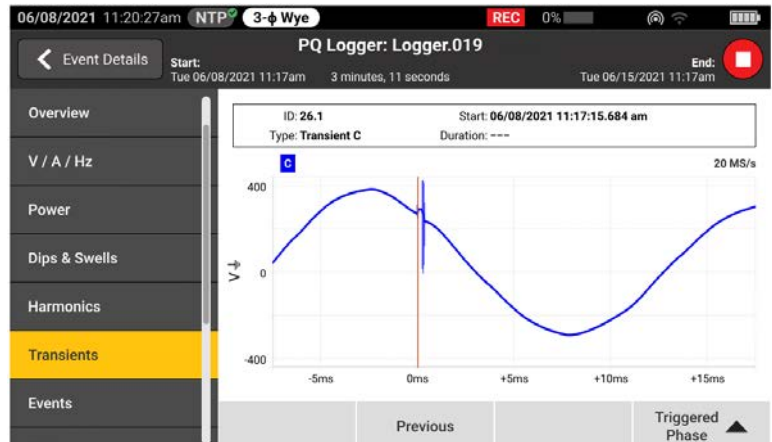 06/08/2021 11:20:27am NTP 3-ϕ Wye REC 0%
Event Details
PQ Logger: Logger.019
Start:
Tue 06/08/2021 11:17am 3 minutes, 11 seconds
End:
Tue 06/15/2021 11:17am
Overview
V / A / Hz
Power
Dips & Swells
Harmonics
Transients
Events
ID: 26.1 Start: 06/08/2021 11:17:15.684 am
Type: Transient C Duration: ---
C 20 MS/s
400
V
0
-400
-5ms 0ms +5ms +10ms +15ms
Previous
Triggered
Phase